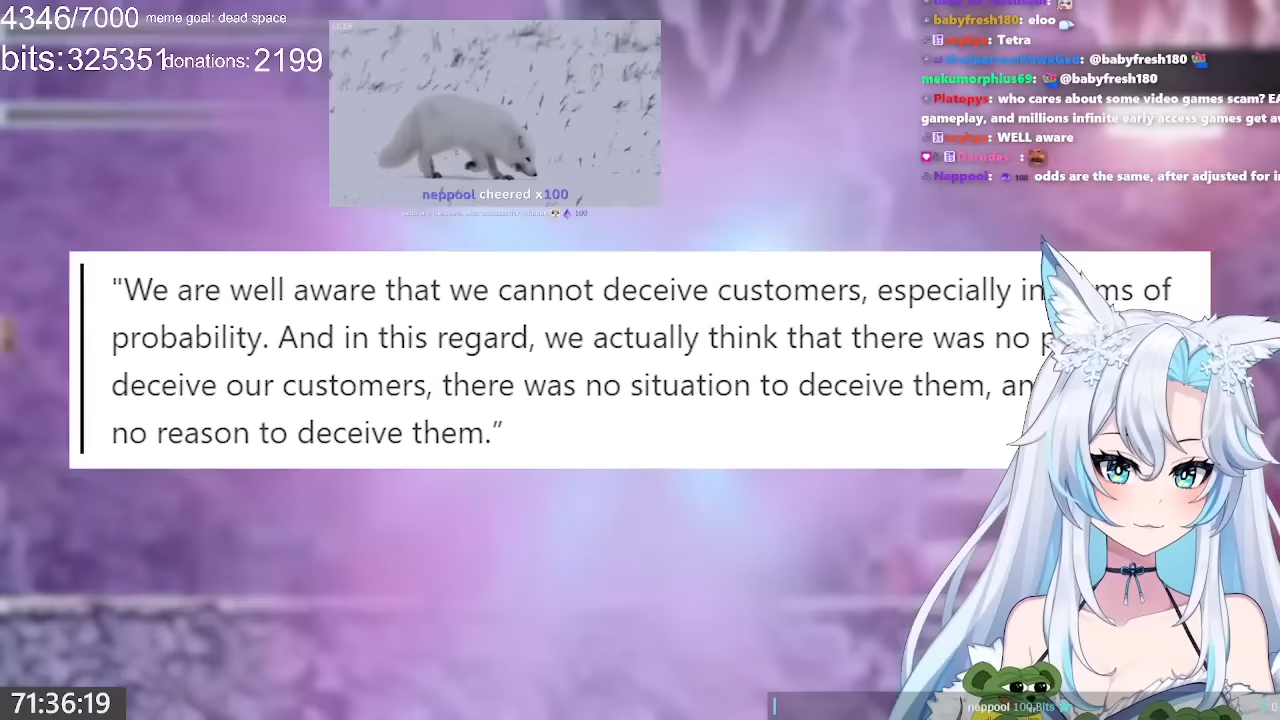 4346/7000 meme goal: dead space
bits:325351 donations: 2199
babyfresh180: eloo
: Tetra
: @babyfresh180
mekumorphius69: @babyfresh180
Platopys: who cares about some video games scam?
gameplay, and millions infinite early access games get
: WELL aware
Darudes :
Neppool: 100 odds are the same, after adjusted for
neppool cheered x100
100
"We are well aware that we cannot deceive customers, especially in
of
probability. And in this regard, we actually think that there was no
deceive our customers, there was no situation to deceive them,
no reason to deceive them.”
71:36:19
neppool 100 Bits
0